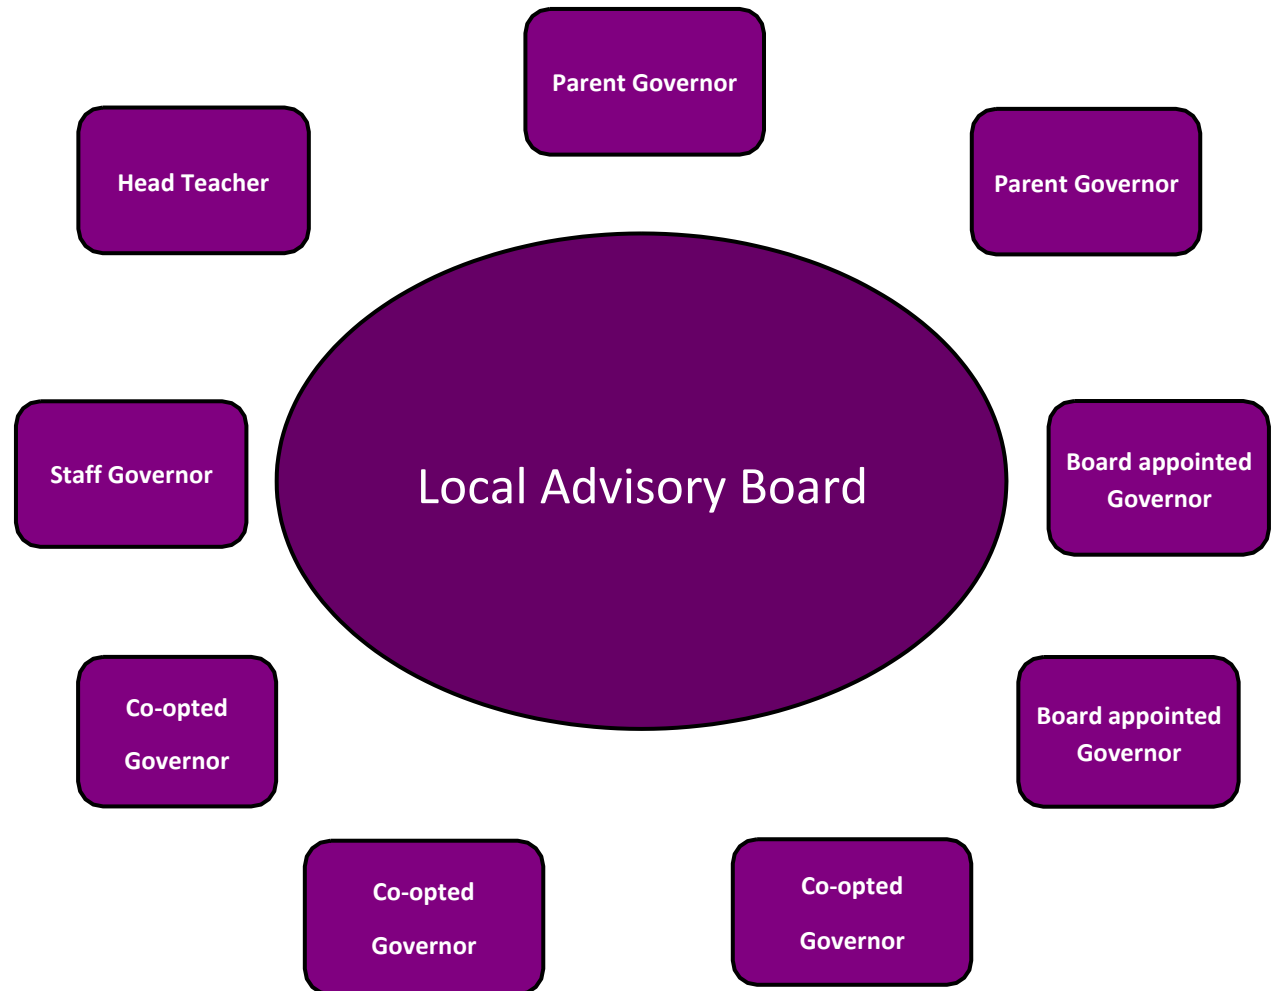 Parent Governor
Head Teacher
Parent Governor
Staff Governor
Local Advisory Board
Board appointed
Governor
Co-opted
Governor
Board appointed
Governor
Co-opted
Governor
Co-opted
Governor